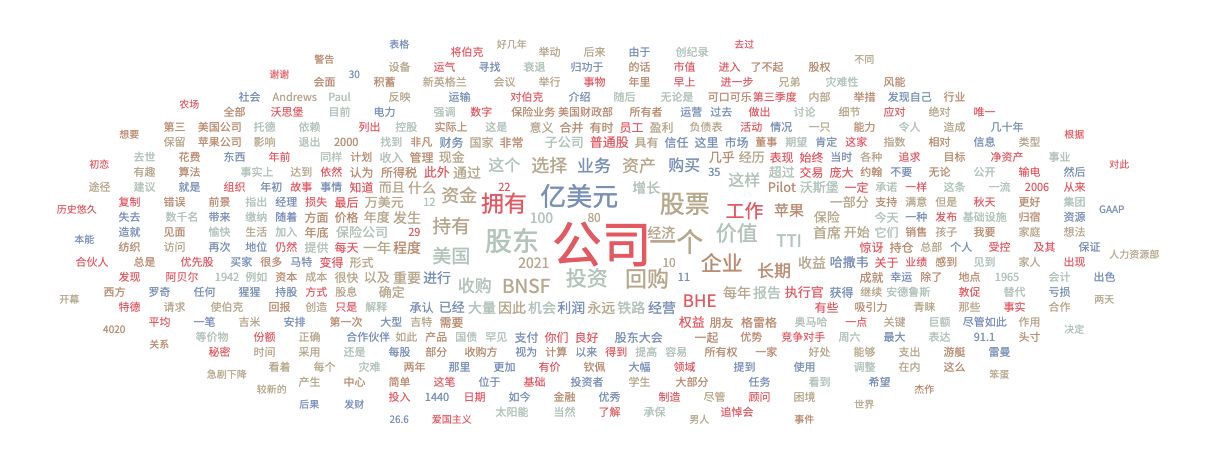 表格 好几年 去过
将伯克 举动 后来 由于 创纪录
警告 设备 运气 寻找 衰退 归功于 的话 市值 进入 了不起 股权 不同
谢谢 会面 30 积蓄 新英格兰 会议 举行 事物 年里 早上 进一步 兄弟 灾难性 风能
农场 社会 Andrews Paul 反映 运输 对伯克 介绍 随后 无论是 可口可乐 第三季度 内部 举措 发现自己 行业
全部 沃思堡 目前 电力 强调 数字 保险业务 美国财政部 所有者 运营 过去 做出 讨论 细节 应对 绝对 唯一
想要 第三 美国公司 托德 依赖 列出 控股 实际上 这是 意义 合并 有时 员工 盈利 负债表 活动 情况 一只 能力 令人 造成 几十年
保留 苹果公司 影响 退出 2000 找到 非凡 财务 国家 非常 子公司 普通股 具有 信任 这里 市场 董事 期望 肯定 这家 指数 相对 信息 类型 根据
初恋 去世 花费 东西 年前 同样 计划 收入 管理 现金 这个 选择 业务 资产 购买 几乎 经历 表现 始终 当时 各种 追求 目标 净资产 事业 对此
有趣 算法 事实上 达到 依然 认为 所得税 此外 通过 35 这样 超过 交易 庞大 约翰 不要 无论 公开 输电 然后
途径 建议 就是 组织 年初 故事 事情 知道 而且 什么 资金 22 亿美元 增长 股票 Pilot 沃斯堡 一定 承诺 一样 这条 一流 2006 从来
历史悠久 复制 错误 前景 指出 经理 损失 最后 万美元 12 拥有 工作 苹果 一部分 支持 满意 但是 秋天 更好 集团 GAAP
失去 数千名 带来 缴纳 随着 方面 价格 年度 发生 持有 100 80 保险 今天 一种 发布 基础设施 归宿 资源
本能 造就 见面 愉快 生活 加入 年底 保险公司 29 股东 公司 经济 一个 价值 TTI 首席 开始 它们 销售 孩子 我要 家庭 想法
纺织 访问 再次 地位 仍然 提供 每天 一年 程度 美国 惊讶 持仓 总部 个人 受控 及其 保证
合伙人 总是 优先股 买家 很多 马特 变得 形式 2021 10 企业 收益 哈撒韦 关于 业绩 感到 见到 家人 出现 人力资源部
发现 阿贝尔 1942 例如 资本 成本 很快 以及 重要 进行 收购 BNSF 投资 回购 11 长期 成就 幸运 除了 地点 1965 会计 出色
开幕 西方 罗奇 任何 猩猩 持股 方式 股息 确定 每年 报告 执行官 获得 继续 安德鲁斯 敦促 替代 亏损 两天
特德 请求 使伯克 回报 创造 只是 解释 承认 已经 大量 因此 机会 利润 永远 铁路 经营 BHE 有些 吸引力 青睐 那些 事实 合作
4020 平均 一笔 吉米 安排 第一次 大型 吉特 需要 权益 朋友 格雷格 奥马哈 一点 关键 巨额 尽管如此 作用 决定
关系 等价物 份额 正确 合作伙伴 如此 产品 国债 罕见 支付 你们 良好 股东大会 一起 优势 竞争对手 周六 最大 表达 91.1 头寸
秘密 时间 采用 还是 每股 部分 收购方 视为 计算 以来 得到 提高 容易 所有权 一家 好处 能够 支出 游艇 雷曼
急剧下降 看着 每个 灾难 两年 那里 更加 有价 钦佩 大幅 领域 提到 使用 调整 在内 这么 笨蛋
较新的 产生 中心 简单 这笔 位于 基础 投资者 学生 大部分 任务 看到 希望 杰作
后果 发财 投入 1440 日期 如今 金融 优秀 制造 尽管 顾问 困境 世界
26.6 爱国主义 太阳能 当然 了解 承保 男人 追悼会 事件